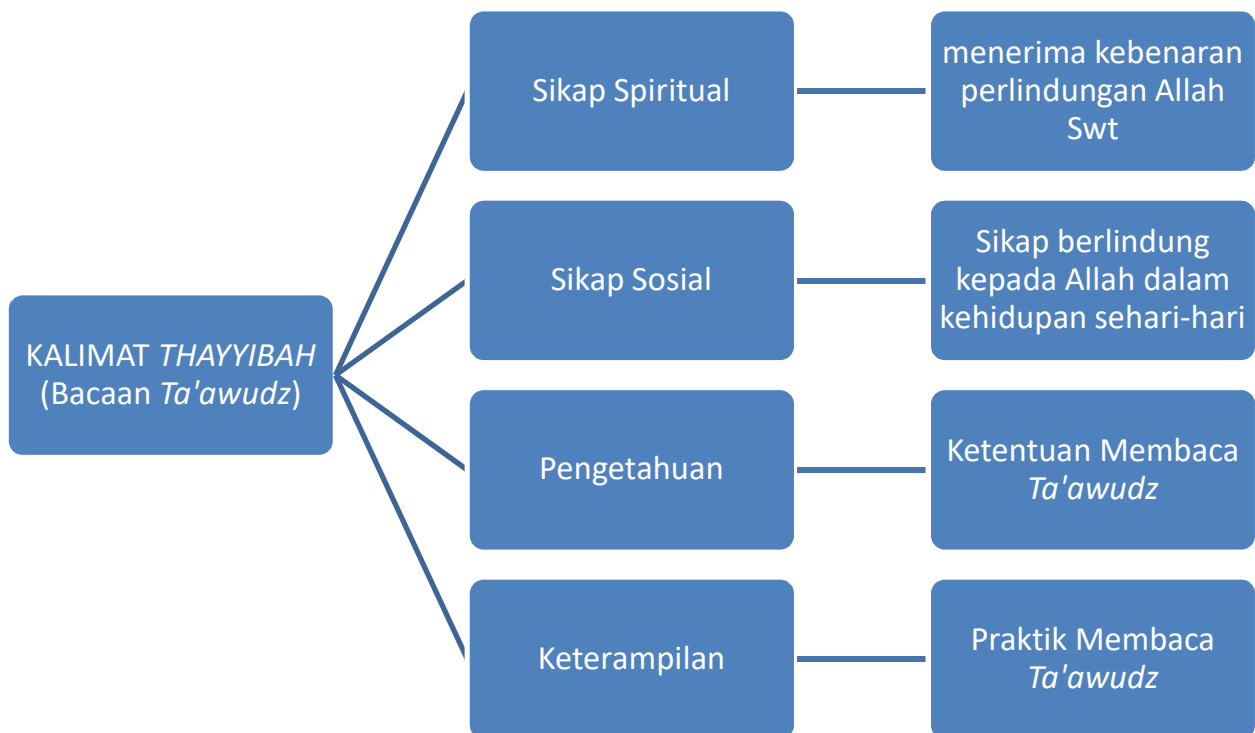 KALIMAT THAYYIBAH
(Bacaan Ta'awudz)
Sikap Spiritual
menerima kebenaran
perlindungan Allah
Swt
Sikap Sosial
Sikap berlindung
kepada Allah dalam
kehidupan sehari-hari
Pengetahuan
Ketentuan Membaca
Ta'awudz
Keterampilan
Praktik Membaca
Ta'awudz